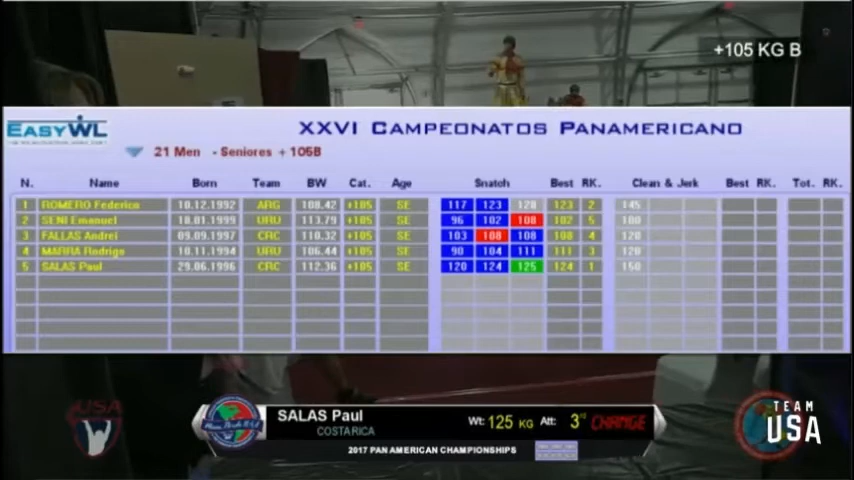 +105 KG B
EASYWL
XXVI CAMPEONATOS PANAMERICANO
21 Men - Seniores + 105B
N. Name Born Team BW Cat. Age Snatch Best RK. Clean & Jerk Best RK. Tot. RK.
1 ROMERO Federico 10.12.1992 ARG 108.42 +105 SE 117 123 128 123 2 145
2 SENI Emanuel 18.01.1999 URU 113.79 +105 SE 96 102 108 102 5 100
3 FALLAS Andrei 09.09.1997 CRC 110.32 +105 SE 103 108 108 108 4 120
4 MARRA Rodrigo 10.11.1994 URU 106.44 +105 SE 90 104 111 111 3 120
5 SALAS Paul 29.06.1996 CRC 112.36 +105 SE 120 124 125 124 1 150
USA
SALAS Paul
COSTARICA
Wt: 125 KG Att: 3rd CHANGE
2017 PAN AMERICAN CHAMPIONSHIPS
TEAM
USA